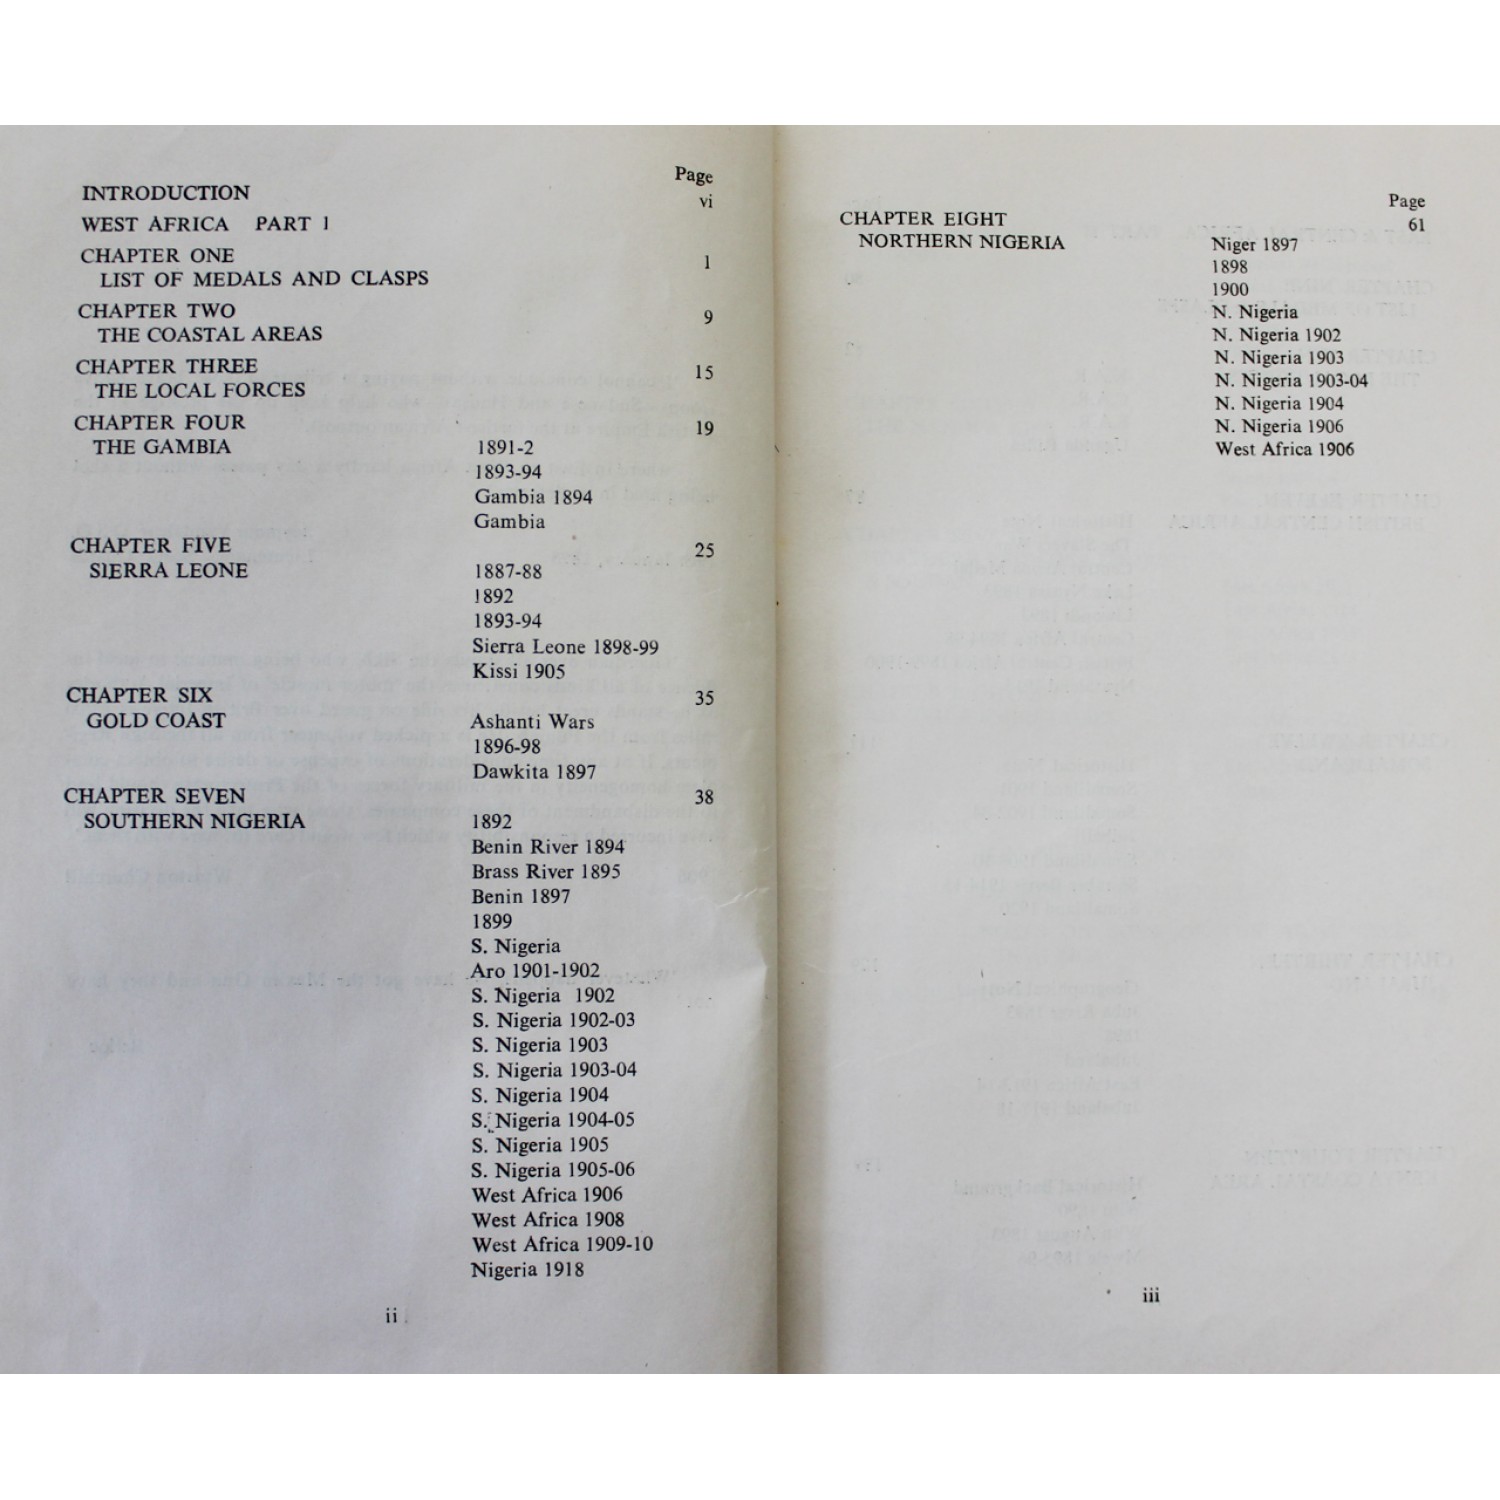 Page
INTRODUCTION vi
WEST AFRICA PART 1
CHAPTER ONE 1
LIST OF MEDALS AND CLASPS
CHAPTER TWO 9
THE COASTAL AREAS
CHAPTER THREE 15
THE LOCAL FORCES
CHAPTER FOUR 19
THE GAMBIA 1891-2
1893-94
Gambia 1894
Gambia
CHAPTER FIVE 25
SIERRA LEONE 1887-88
1892
1893-94
Sierra Leone 1898-99
Kissi 1905
CHAPTER SIX 35
GOLD COAST Ashanti Wars
1896-98
Dawkita 1897
CHAPTER SEVEN 38
SOUTHERN NIGERIA 1892
Benin River 1894
Brass River 1895
Benin 1897
1899
S. Nigeria
Aro 1901-1902
S. Nigeria 1902
S. Nigeria 1902-03
S. Nigeria 1903
S. Nigeria 1903-04
S. Nigeria 1904
S. Nigeria 1904-05
S. Nigeria 1905
S. Nigeria 1905-06
West Africa 1906
West Africa 1908
West Africa 1909-10
Nigeria 1918
ii
Page
CHAPTER EIGHT 61
NORTHERN NIGERIA Niger 1897
1898
1900
N. Nigeria
N. Nigeria 1902
N. Nigeria 1903
N. Nigeria 1903-04
N. Nigeria 1904
N. Nigeria 1906
West Africa 1906
iii